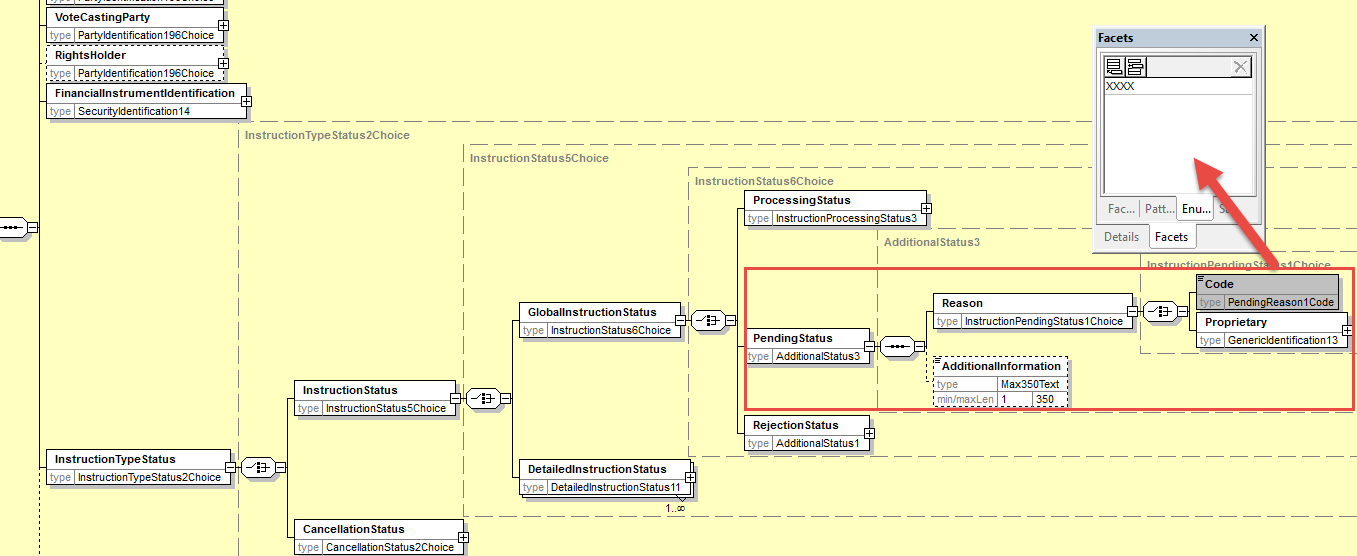 VoteCastingParty
type PartyIdentification196Choice
RightsHolder
type PartyIdentification196Choice
FinancialInstrumentIdentification
type SecurityIdentification14
InstructionTypeStatus2Choice
InstructionStatus5Choice
InstructionStatus6Choice
ProcessingStatus
type InstructionProcessingStatus3
AdditionalStatus3
Facets
XXXX
Fac... Patt... Enu...
Details Facets
Code
type PendingReason1Code
Reason
type InstructionPendingStatus1Choice
Proprietary
type GenericIdentification13
GlobalInstructionStatus
type InstructionStatus6Choice
PendingStatus
type AdditionalStatus3
AdditionalInformation
type Max350Text
min/maxLen 1 350
InstructionStatus
type InstructionStatus5Choice
RejectionStatus
type AdditionalStatus1
InstructionTypeStatus
type InstructionTypeStatus2Choice
DetailedInstructionStatus
type DetailedInstructionStatus11
1..∞
CancellationStatus
type CancellationStatus2Choice